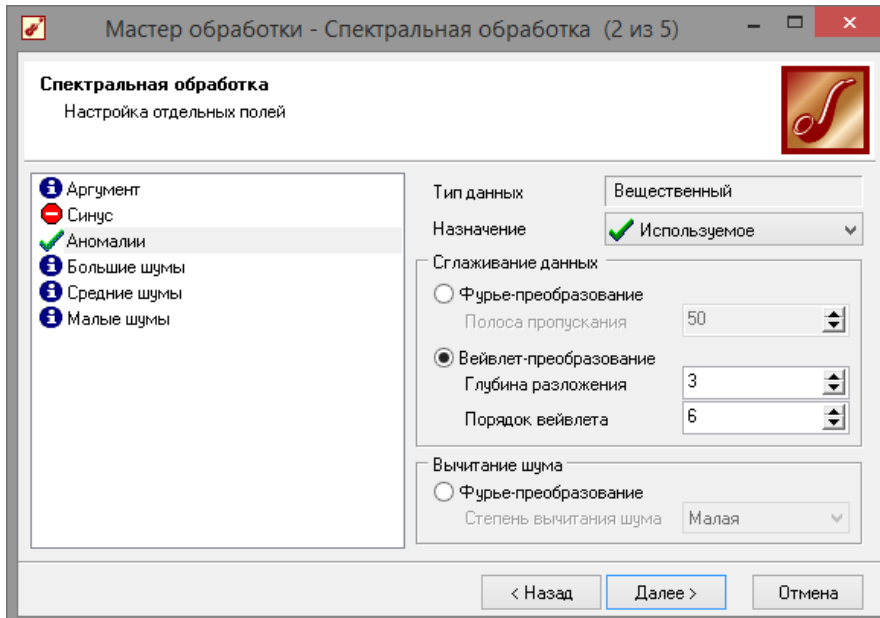 Мастер обработки - Спектральная обработка (2 из 5)
Спектральная обработка
Настройка отдельных полей
Аргумент
Синус
Аномалии
Большие шумы
Средние шумы
Малые шумы
Тип данных Вещественный
Назначение Используемое
Сглаживание данных
Фурье-преобразование
Полоса пропускания 50
Вейвлет-преобразование
Глубина разложения 3
Порядок вейвлета 6
Вычитание шума
Фурье-преобразование
Степень вычитания шума Малая
< Назад Далее > Отмена